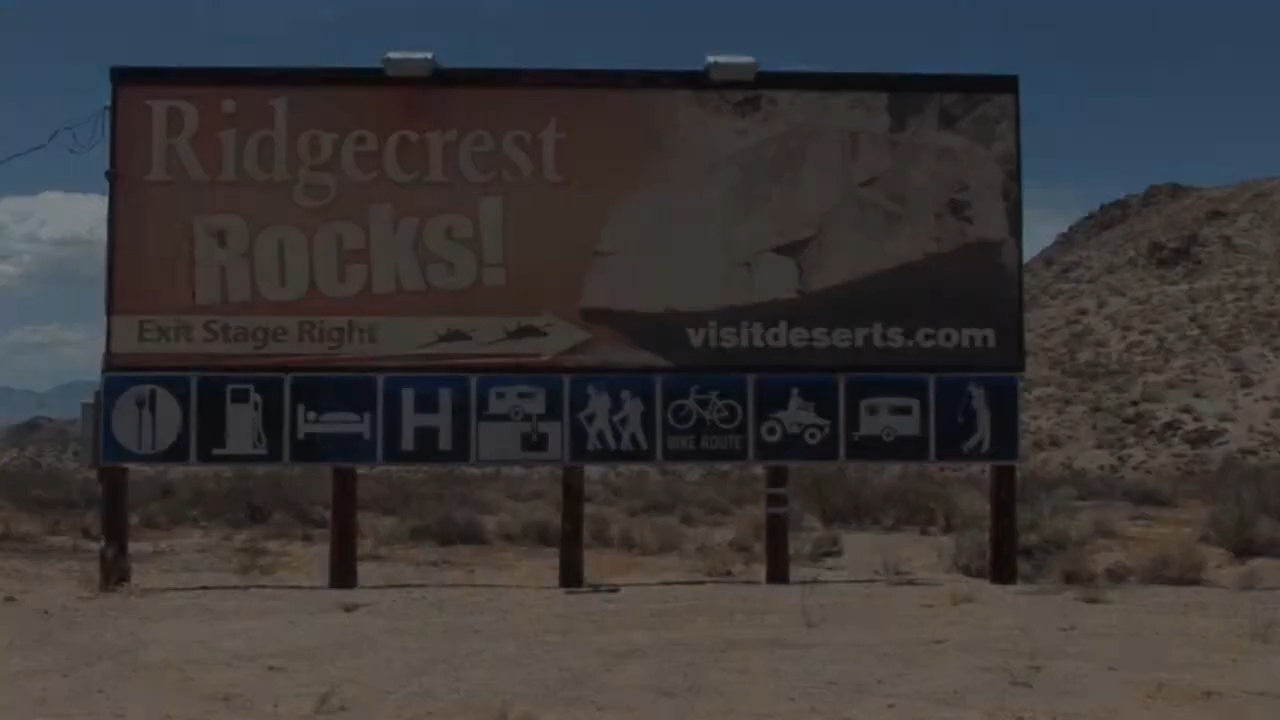 Ridgecrest
ROCKS!
Exit Stage Right
visitdeserts.com
H
BIKE ROUTE